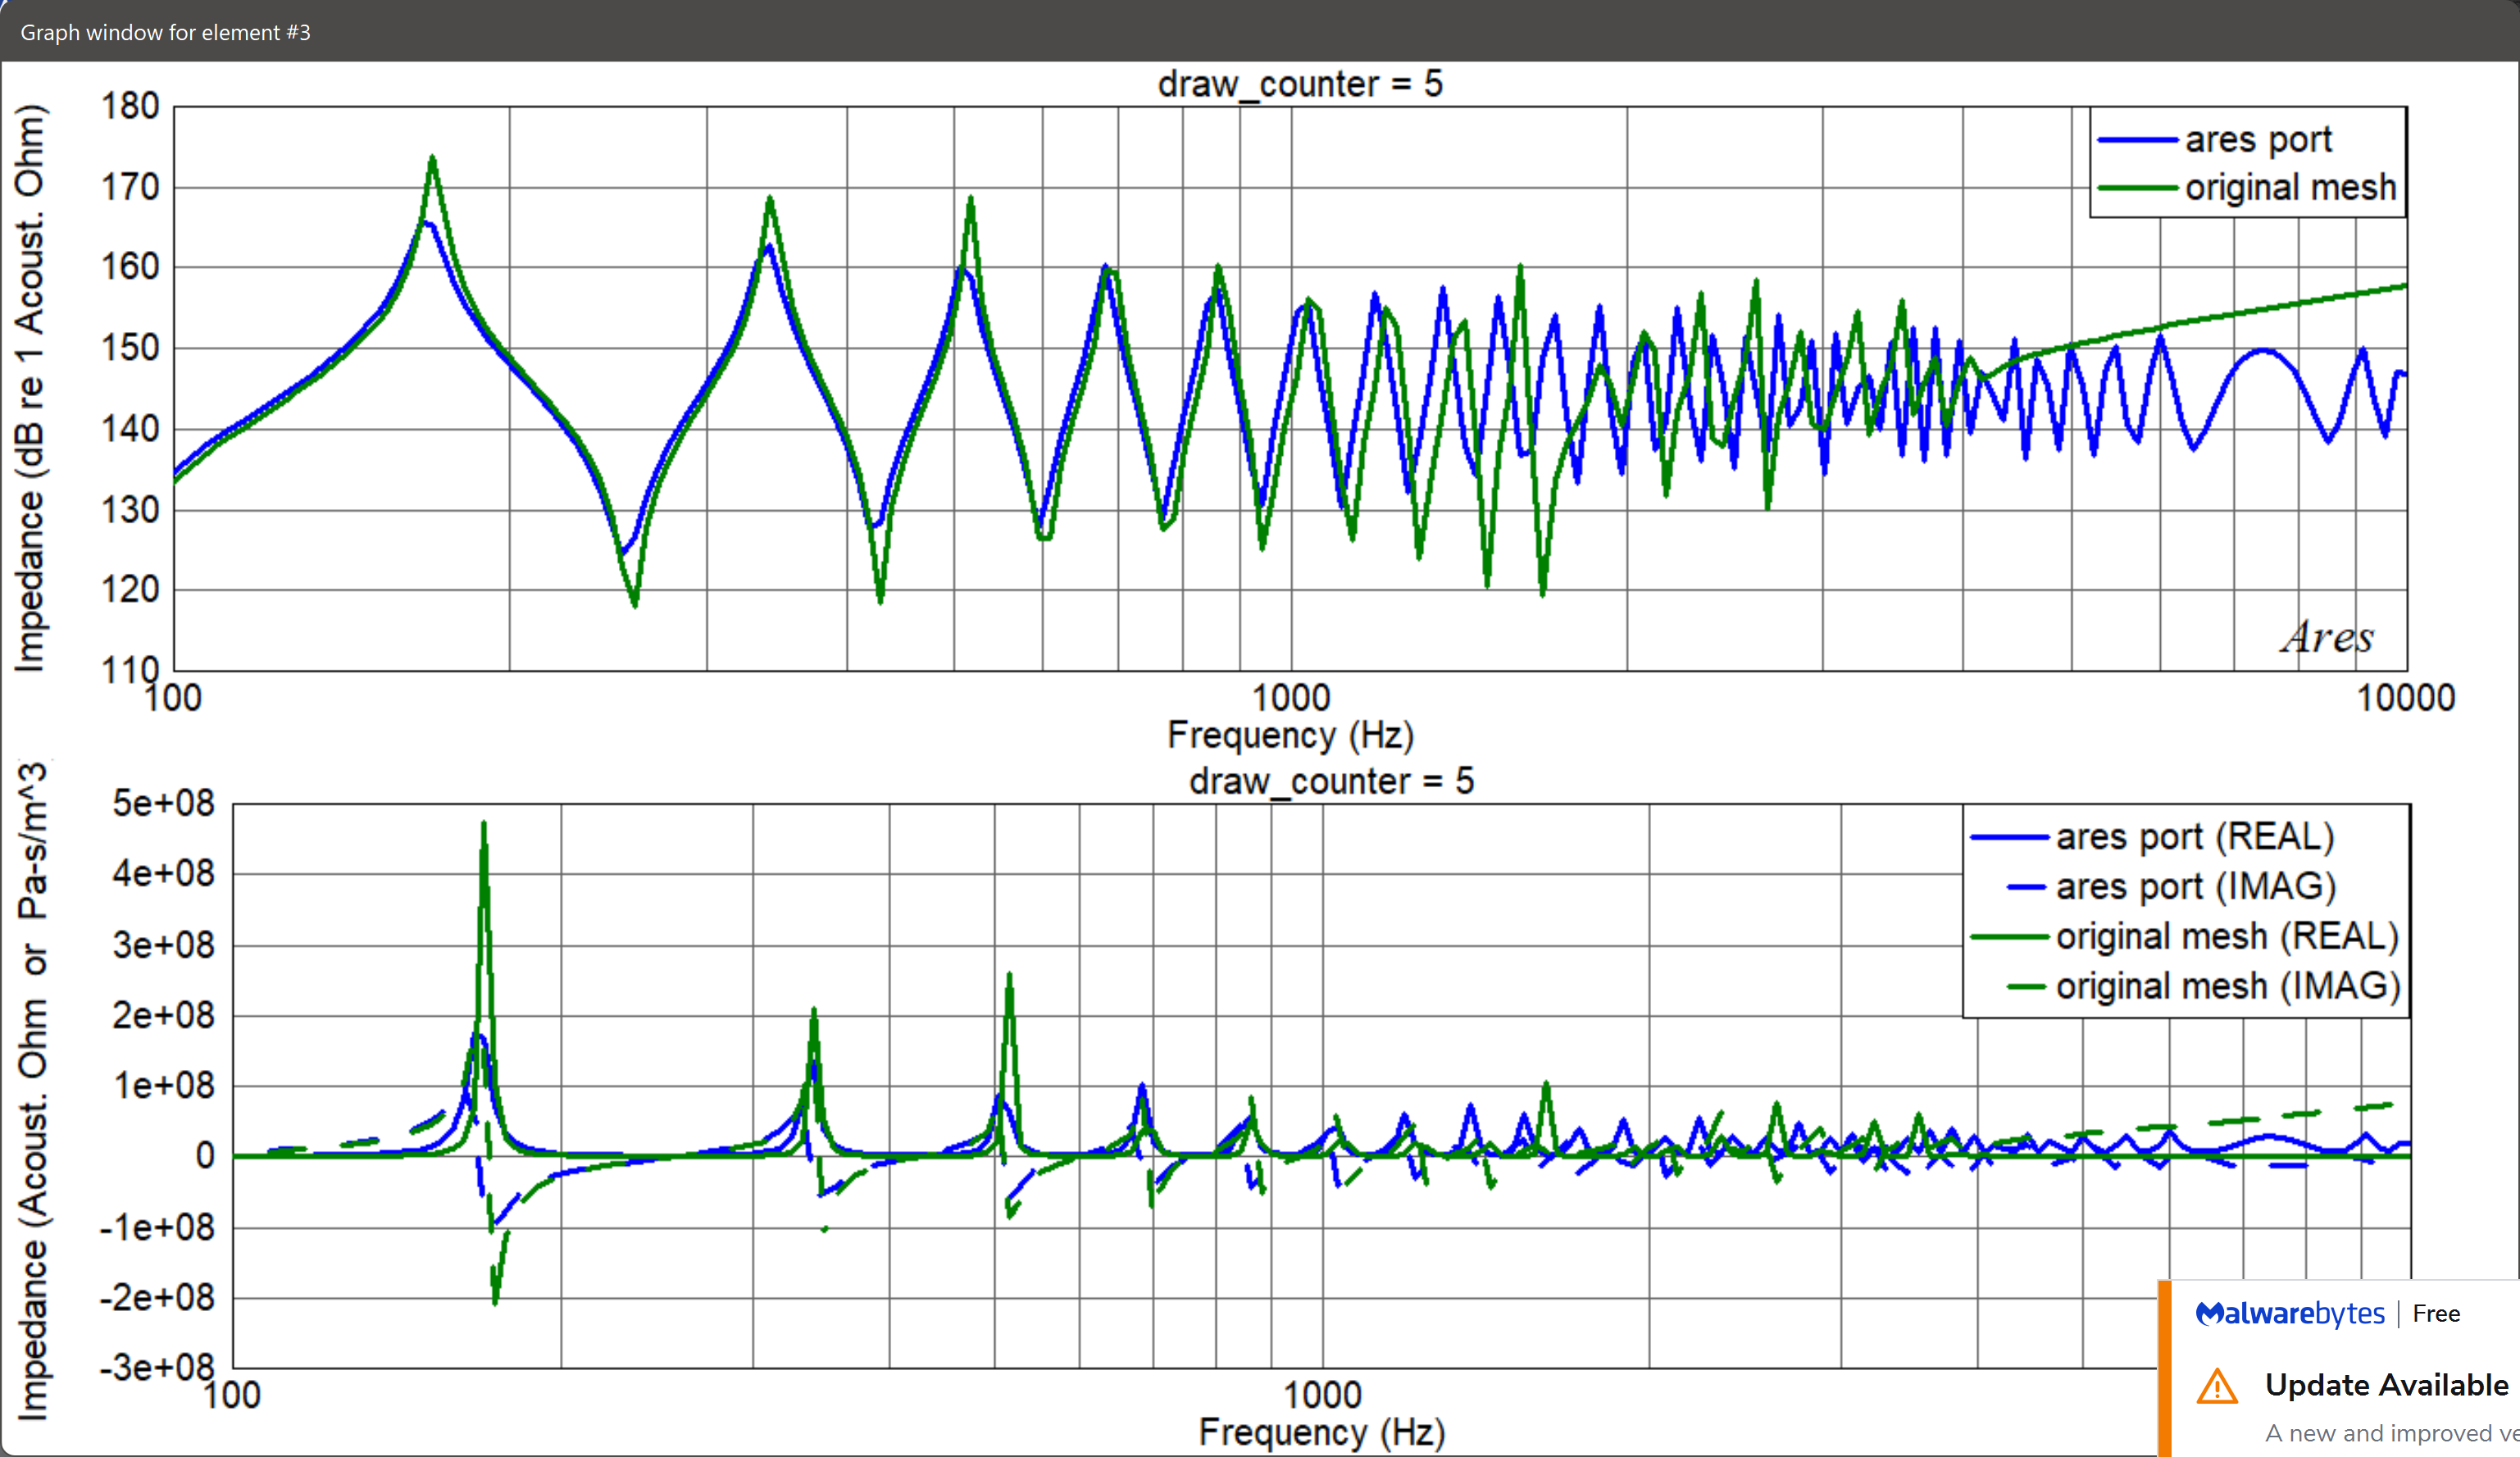 Graph window for element #3
draw_counter = 5
Impedance (dB re 1 Acoust. Ohm)
180
170
160
150
140
130
120
110
ares port
original mesh
Ares
100
1000
10000
Frequency (Hz)
draw_counter = 5
Impedance (Acoust. Ohm or Pa-s/m^3
5e+08
4e+08
3e+08
2e+08
1e+08
0
-1e+08
-2e+08
-3e+08
ares port (REAL)
ares port (IMAG)
original mesh (REAL)
original mesh (IMAG)
100
1000
Frequency (Hz)
Malwarebytes | Free
Update Available
A new and improved